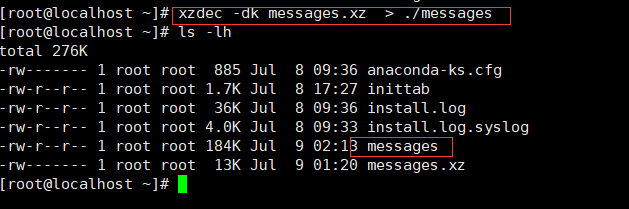 [root@localhost ~]# xzdec -dk messages.xz  > ./messages
[root@localhost ~]# ls -lh
total 276K
-rw------- 1 root root  885 Jul  8 09:36 anaconda-ks.cfg
-rw-r--r-- 1 root root 1.7K Jul  8 17:27 inittab
-rw-r--r-- 1 root root  36K Jul  8 09:36 install.log
-rw-r--r-- 1 root root 4.0K Jul  8 09:33 install.log.syslog
-rw-r--r-- 1 root root 184K Jul  9 02:13 messages
-rw------- 1 root root  13K Jul  9 01:20 messages.xz
[root@localhost ~]#